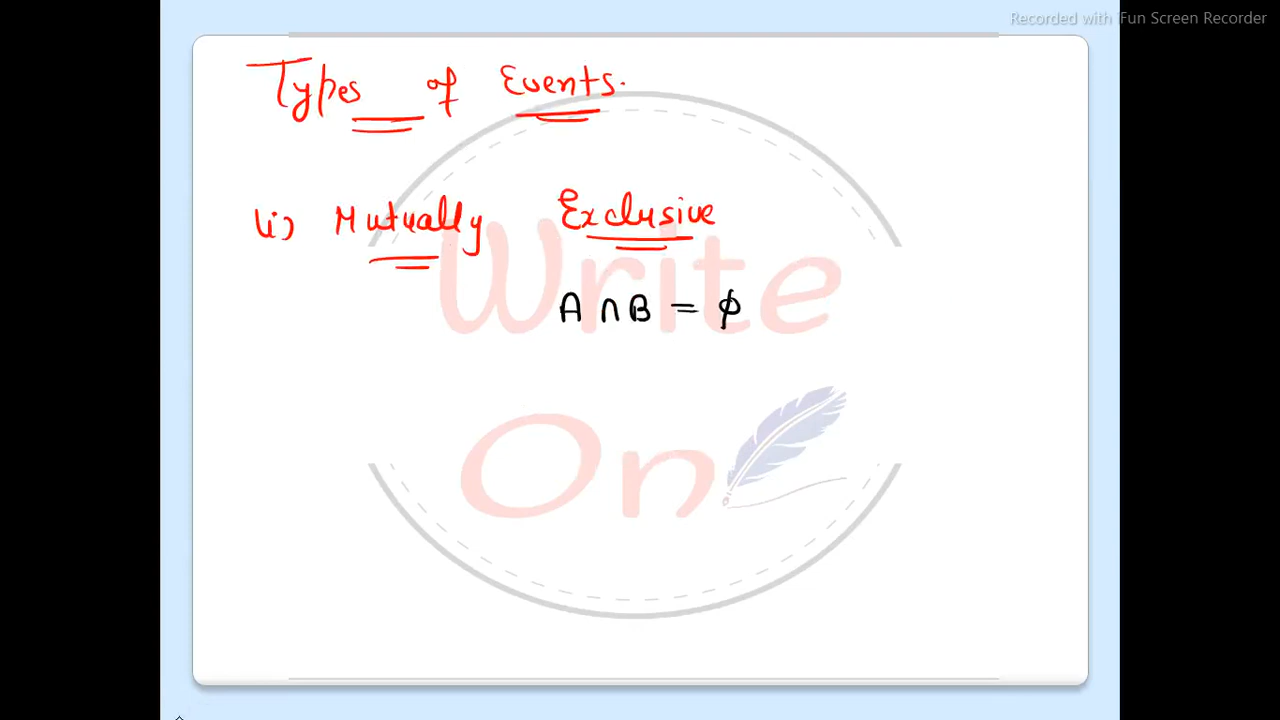 Recorded with Fun Screen Recorder
Types of Events.
(i) Mutually Exclusive
A ∩ B = ϕ
Write
On